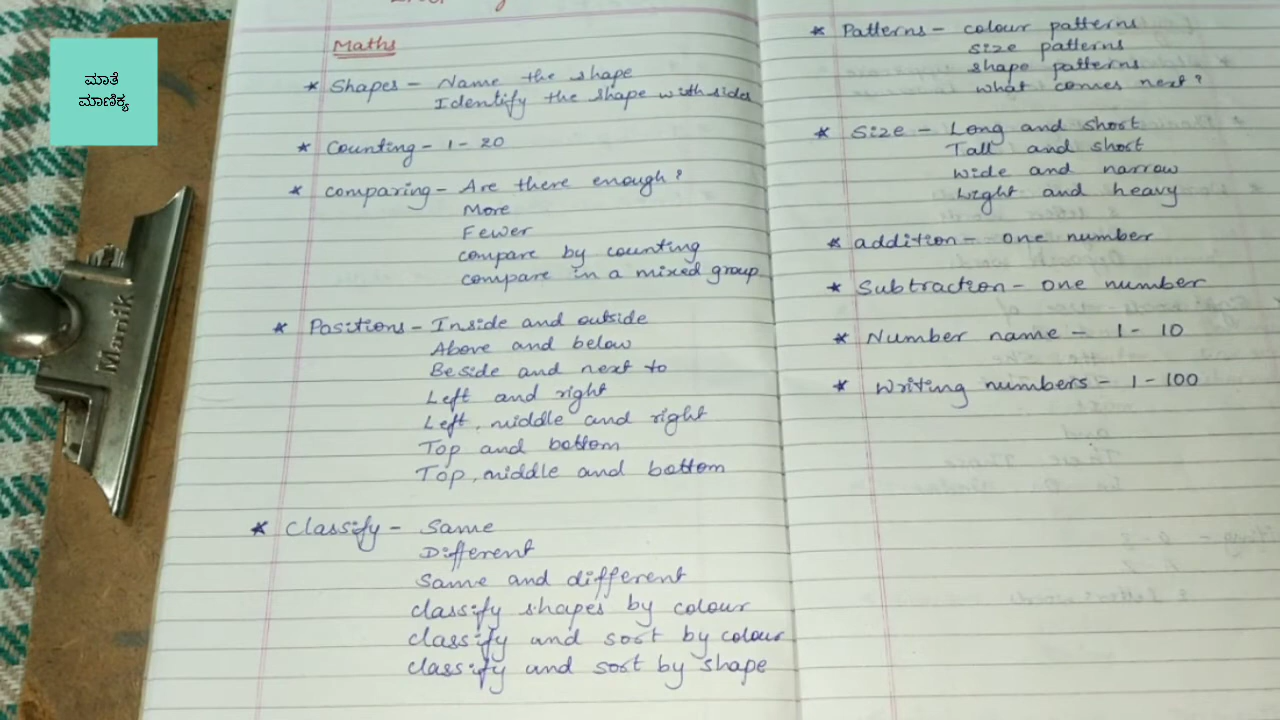 ಮಾತೆ
ಮಾಣಿಕ್ಯ
Manik
Maths
* Shapes - Name the shape
Identify the shape with sides
* Counting - 1 - 20
* comparing - Are there enough?
More
Fewer
compare by counting
compare in a mixed group
* Positions - Inside and outside
Above and below
Beside and next to
Left and right
Left, middle and right
Top and bottom
Top, middle and bottom
* Classify - Same
Different
Same and different
classify shapes by colour
classify and sort by colour
classify and sort by shape
* Patterns - colour patterns
size patterns
shape patterns
what comes next?
* Size - Long and short
Tall and short
wide and narrow
Light and heavy
* addition - one number
* Subtraction - one number
* Number name - 1 - 10
* Writing numbers - 1 - 100